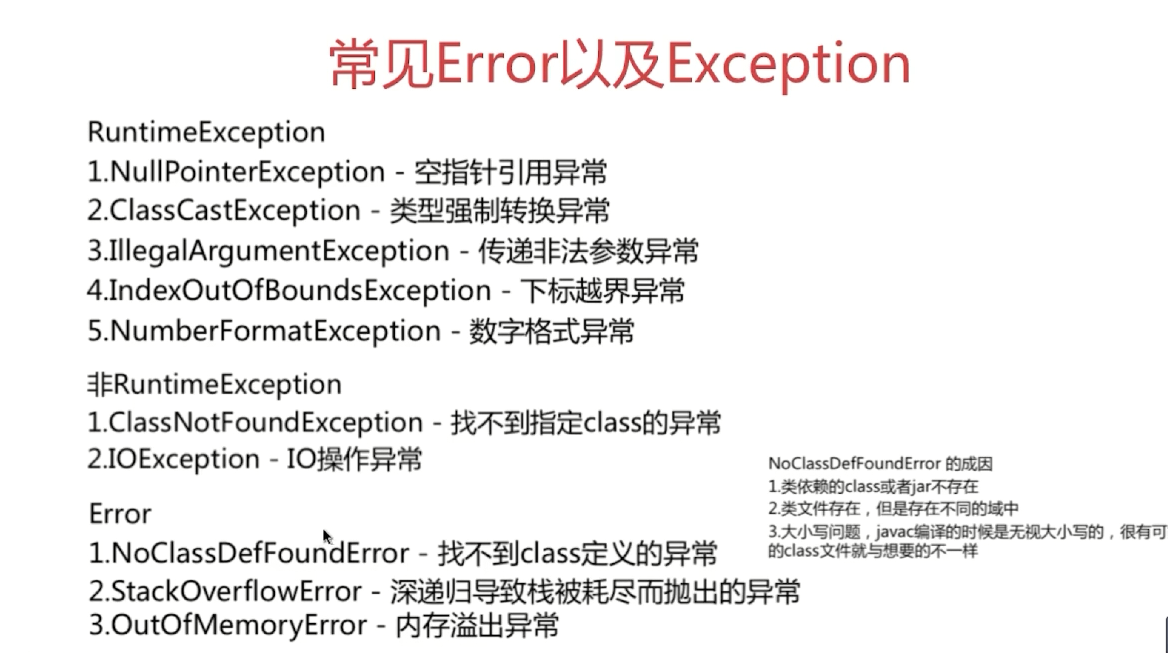 常见Error以及Exception
RuntimeException
1.NullPointerException - 空指针引用异常
2.ClassCastException - 类型强制转换异常
3.IllegalArgumentException - 传递非法参数异常
4.IndexOutOfBoundsException - 下标越界异常
5.NumberFormatException - 数字格式异常
非RuntimeException
1.ClassNotFoundException - 找不到指定class的异常
2.IOException - IO操作异常
Error
1.NoClassDefFoundError - 找不到class定义的异常
2.StackOverflowError - 深递归导致栈被耗尽而抛出的异常
3.OutOfMemoryError - 内存溢出异常
NoClassDefFoundError 的成因
1.类依赖的class或者jar不存在
2.类文件存在，但是存在不同的域中
3.大小写问题，javac编译的时候是无视大小写的，很有可
的class文件就与想要的不一样